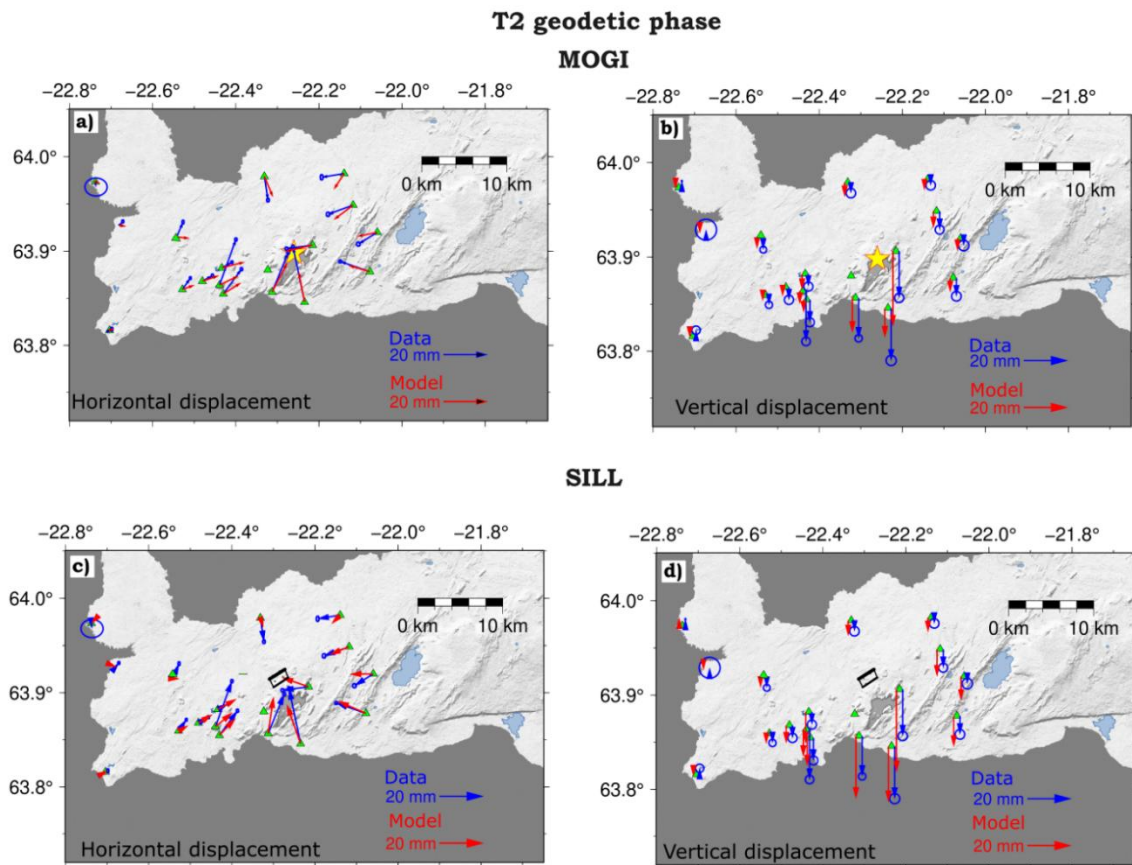 T2 geodetic phase
MOGI
−22.8° −22.6° −22.4° −22.2° −22.0° −21.8°
a)
64.0°
63.9°
63.8°
0 km 10 km
Data
20 mm
Model
20 mm
Horizontal displacement
−22.8° −22.6° −22.4° −22.2° −22.0° −21.8°
b)
64.0°
63.9°
63.8°
0 km 10 km
Data
20 mm
Model
20 mm
Vertical displacement
SILL
−22.8° −22.6° −22.4° −22.2° −22.0° −21.8°
c)
64.0°
63.9°
63.8°
0 km 10 km
Data
20 mm
Model
20 mm
Horizontal displacement
−22.8° −22.6° −22.4° −22.2° −22.0° −21.8°
d)
64.0°
63.9°
63.8°
0 km 10 km
Data
20 mm
Model
20 mm
Vertical displacement